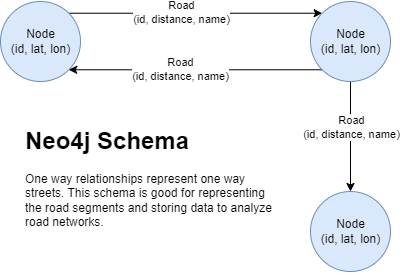 Road
(id, distance, name)
Node
(id, lat, lon)
Node
(id, lat, lon)
Road
(id, distance, name)
Road
(id, distance, name)
Neo4j Schema
One way relationships represent one way
streets. This schema is good for representing
the road segments and storing data to analyze
road networks.
Node
(id, lat, lon)